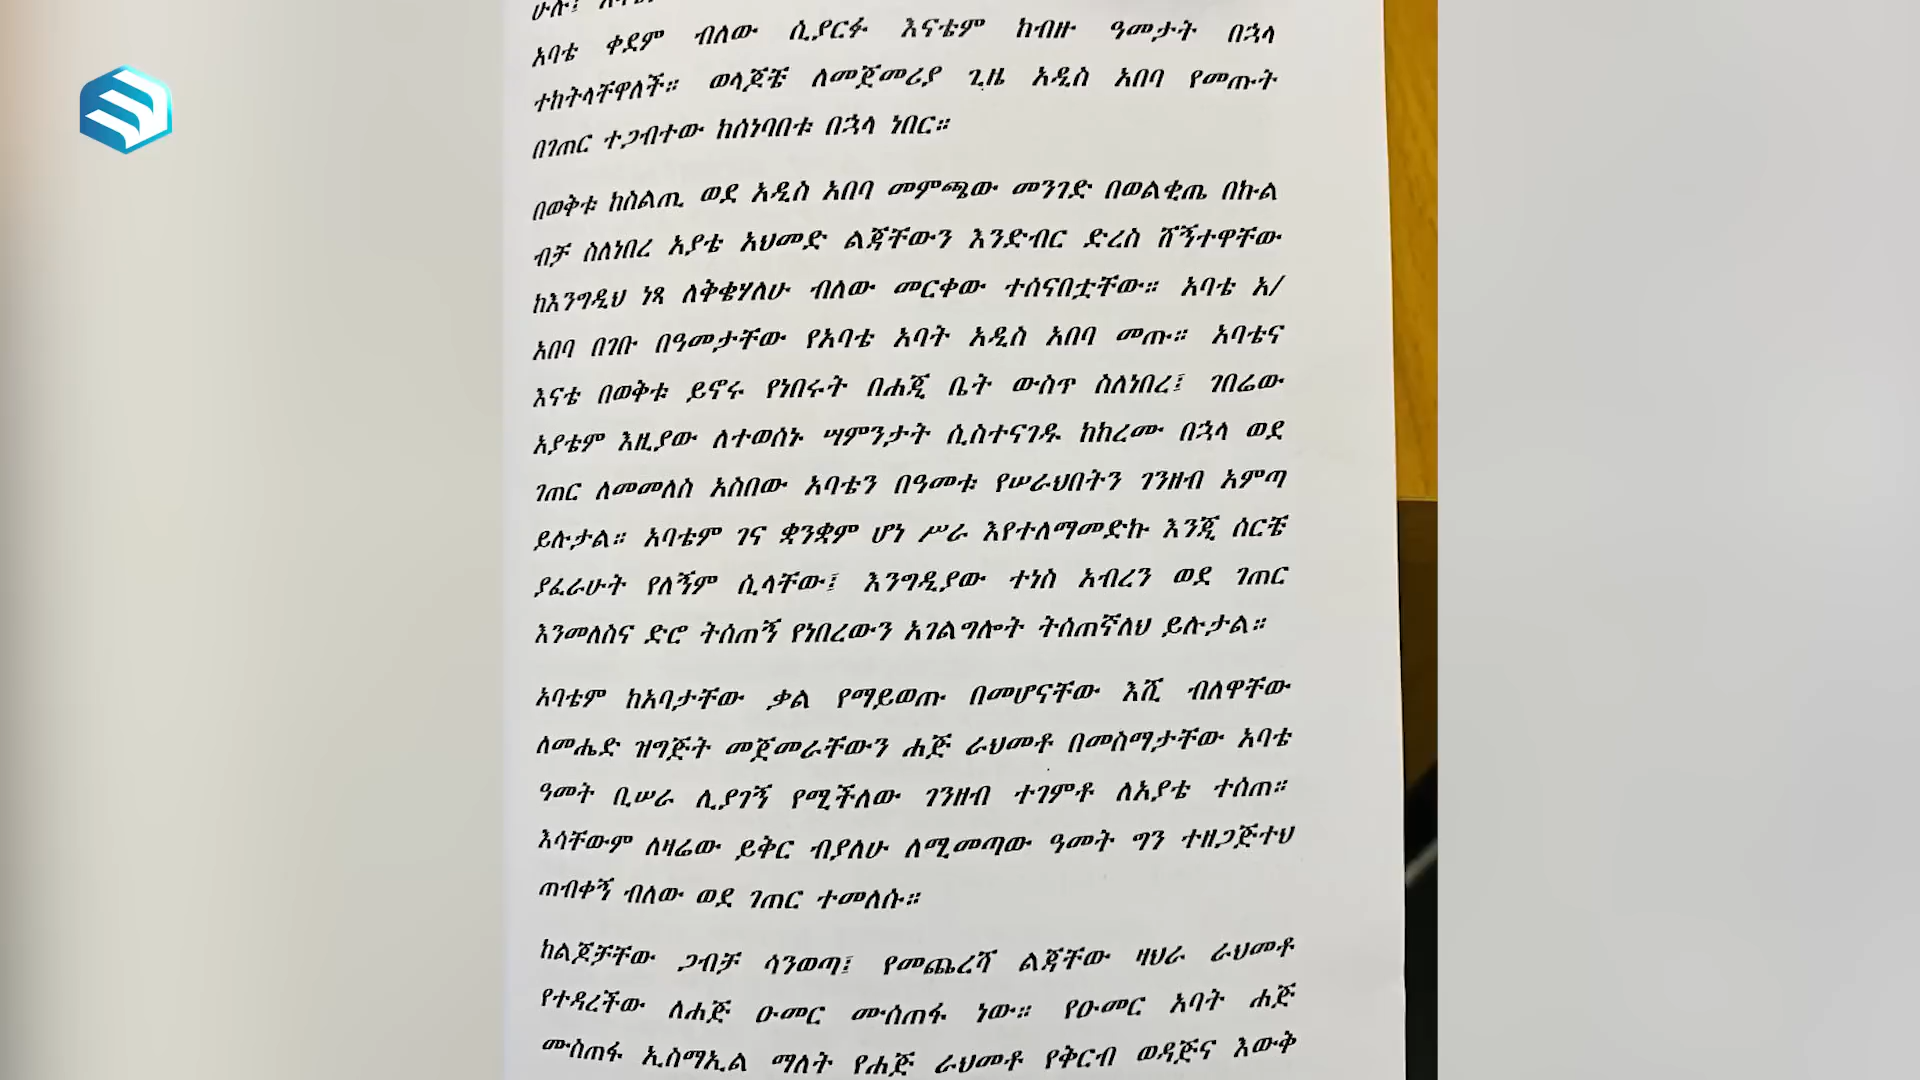 ሁሉ፤
አባቴ ቀደም ብለው ሲያርፉ እናቴም ከብዙ ዓመታት በኋላ
ተከትላቸዋለች። ወላጆቼ ለመጀመሪያ ጊዜ አዲስ አበባ የመጡት
በገጠር ተጋብተው ከሰነባበቱ በኋላ ነበር።
በወቅቱ ከስልጢ ወደ አዲስ አበባ መምጫው መንገድ በወልቂጤ በኩል
ብቻ ስለነበረ አያቴ አህመድ ልጃቸውን እንድብር ድረስ ሸኝተዋቸው
ከእንግዲህ ነጻ ለቅቄሃለሁ ብለው መርቀው ተሰናበቷቸው። አባቴ አ/
አበባ በገቡ በዓመታቸው የአባቴ አባት አዲስ አበባ መጡ። አባቴና
እናቴ በወቅቱ ይኖሩ የነበሩት በሐጂ ቤት ውስጥ ስለነበረ፤ ገበሬው
አያቴም እዚያው ለተወሰኑ ሣምንታት ሲስተናገዱ ከከረሙ በኋላ ወደ
ገጠር ለመመለስ አስበው አባቴን በዓመቱ የሠራህበትን ገንዘብ አምጣ
ይሉታል። አባቴም ገና ቋንቋም ሆነ ሥራ እየተለማመድኩ እንጂ ሰርቼ
ያፈራሁት የለኝም ሲላቸው፤ እንግዲያው ተነስ አብረን ወደ ገጠር
እንመለስና ድሮ ትሰጠኝ የነበረውን አገልግሎት ትሰጠኛለህ ይሉታል።
አባቴም ከአባታቸው ቃል የማይወጡ በመሆናቸው እሺ ብለዋቸው
ለመሔድ ዝግጅት መጀመራቸውን ሐጅ ራህመቶ በመስማታቸው አባቴ
ዓመት ቢሠራ ሊያገኝ የሚችለው ገንዘብ ተገምቶ ለአያቴ ተሰጠ።
እሳቸውም ለዛሬው ይቅር ብያለሁ ለሚመጣው ዓመት ግን ተዘጋጅተህ
ጠብቀኝ ብለው ወደ ገጠር ተመለሱ።
ከልጆቻቸው ጋብቻ ሳንወጣ፤ የመጨረሻ ልጃቸው ዛህራ ራህመቶ
የተዳረችው ለሐጅ ዑመር ሙሰጠፋ ነው። የዑመር አባት ሐጅ
ሙስጠፋ ኢስማኢል ማለት የሐጅ ራህመቶ የቅርብ ወዳጅና እውቅ